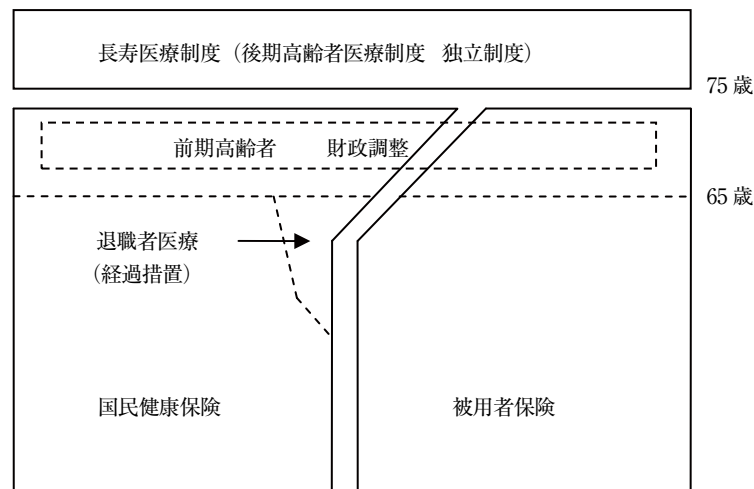 長寿医療制度（後期高齢者医療制度　独立制度）
75 歳
前期高齢者　　財政調整
65 歳
退職者医療
（経過措置）
国民健康保険
被用者保険